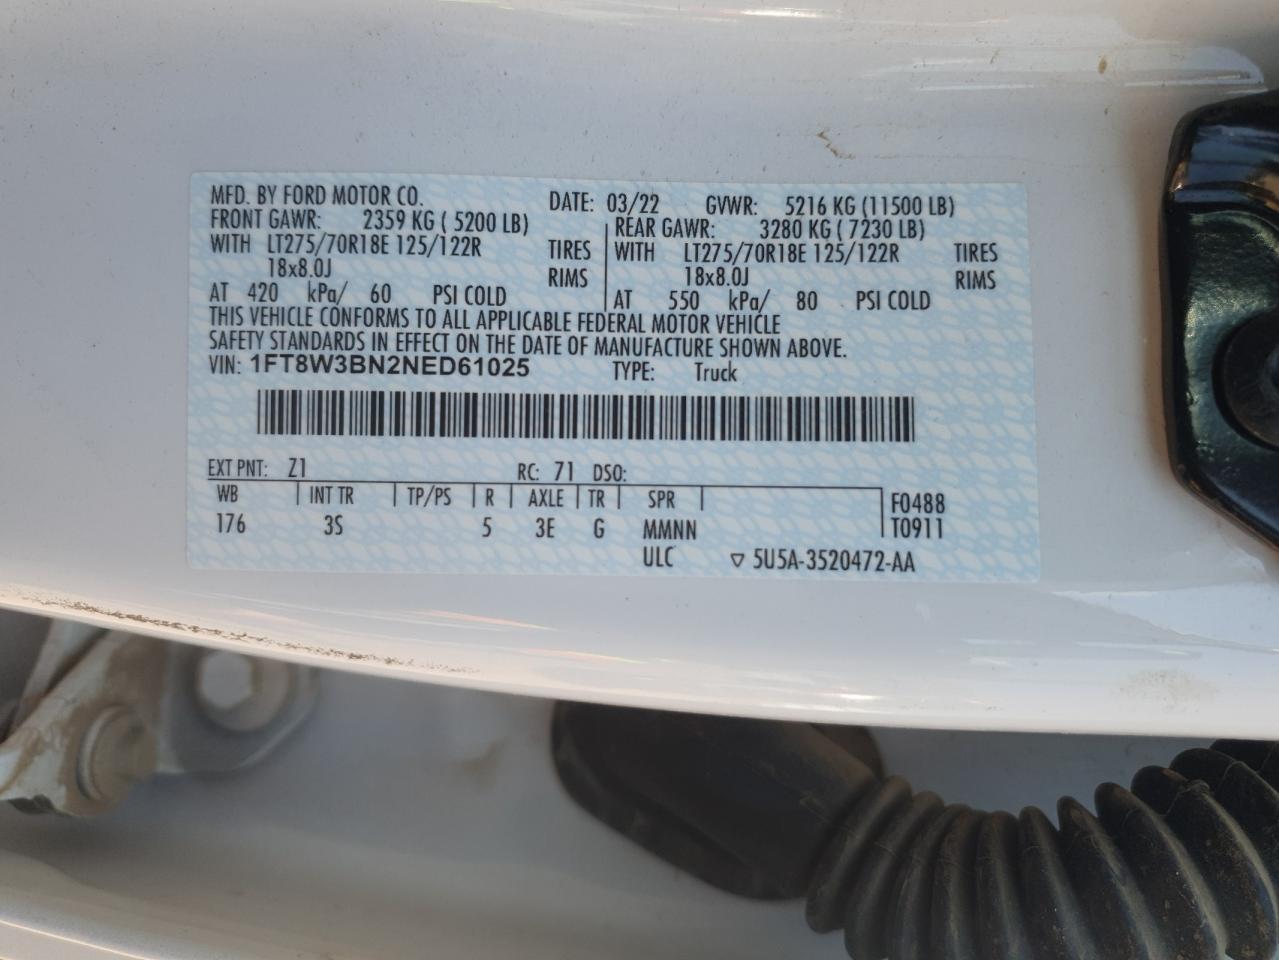 MFD. BY FORD MOTOR CO. DATE: 03/22 GVWR: 5216 KG (11500 LB)
FRONT GAWR: 2359 KG ( 5200 LB) REAR GAWR: 3280 KG ( 7230 LB)
WITH LT275/70R18E 125/122R TIRES WITH LT275/70R18E 125/122R TIRES
18x8.0J RIMS 18x8.0J RIMS
AT 420 kPa/ 60 PSI COLD AT 550 kPa/ 80 PSI COLD
THIS VEHICLE CONFORMS TO ALL APPLICABLE FEDERAL MOTOR VEHICLE
SAFETY STANDARDS IN EFFECT ON THE DATE OF MANUFACTURE SHOWN ABOVE.
VIN: 1FT8W3BN2NED61025 TYPE: Truck
EXT PNT: Z1 RC: 71 DSO:
WB INT TR TP/PS R AXLE TR SPR F0488
176 3S 5 3E G MMNN T0911
ULC ▽ 5U5A-3520472-AA